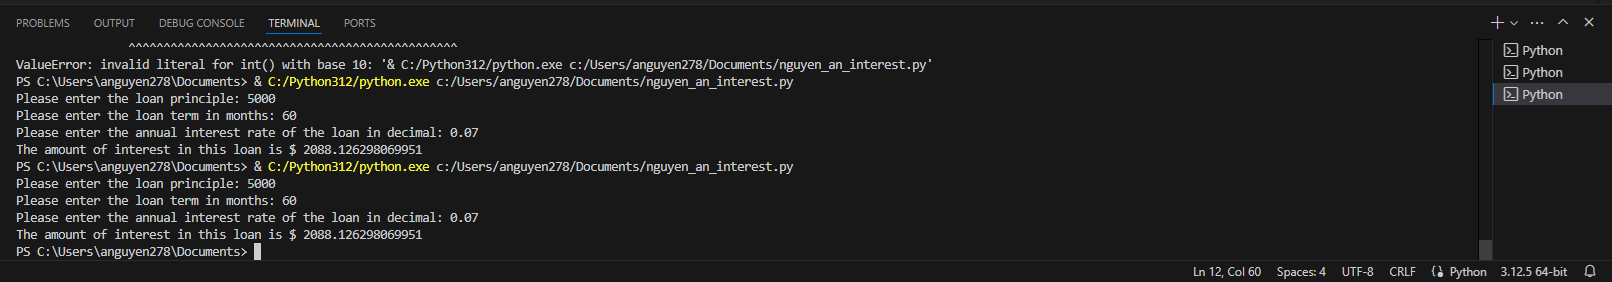 PROBLEMS OUTPUT DEBUG CONSOLE TERMINAL PORTS
^^^^^^^^^^^^^^^^^^^^^^^^^^^^^^^^^^^^^^^^^^^^^^^
ValueError: invalid literal for int() with base 10: '& C:/Python312/python.exe c:/Users/anguyen278/Documents/nguyen_an_interest.py'
PS C:\Users\anguyen278\Documents> & C:/Python312/python.exe c:/Users/anguyen278/Documents/nguyen_an_interest.py
Please enter the loan principle: 5000
Please enter the loan term in months: 60
Please enter the annual interest rate of the loan in decimal: 0.07
The amount of interest in this loan is $ 2088.126298069951
PS C:\Users\anguyen278\Documents> & C:/Python312/python.exe c:/Users/anguyen278/Documents/nguyen_an_interest.py
Please enter the loan principle: 5000
Please enter the loan term in months: 60
Please enter the annual interest rate of the loan in decimal: 0.07
The amount of interest in this loan is $ 2088.126298069951
PS C:\Users\anguyen278\Documents>
Python
Python
Python
Ln 12, Col 60 Spaces: 4 UTF-8 CRLF Python 3.12.5 64-bit